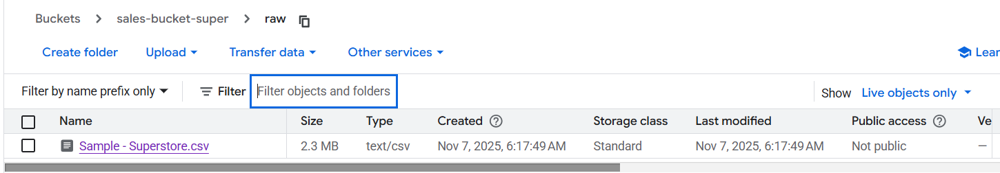 Buckets > sales-bucket-super > raw
Create folder Upload Transfer data Other services Lear
Filter by name prefix only Filter Filter objects and folders Show Live objects only
Name Size Type Created Storage class Last modified Public access Ve
Sample - Superstore.csv 2.3 MB text/csv Nov 7, 2025, 6:17:49 AM Standard Nov 7, 2025, 6:17:49 AM Not public —